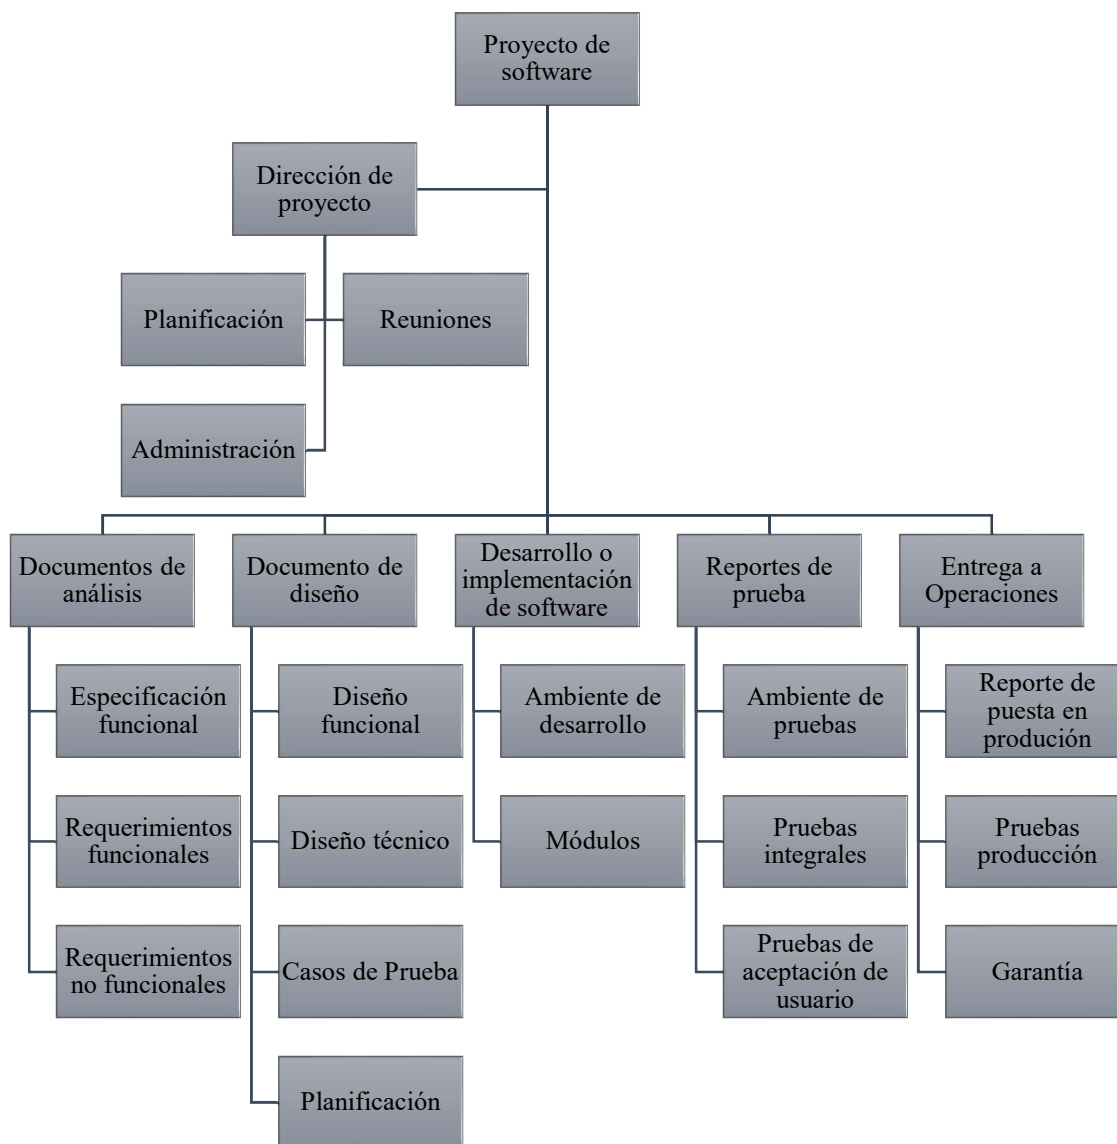 Proyecto de
software
Dirección de
proyecto
Planificación
Reuniones
Administración
Documentos de
análisis
Documento de
diseño
Desarrollo o
implementación
de software
Reportes de
prueba
Entrega a
Operaciones
Especificación
funcional
Diseño
funcional
Ambiente de
desarrollo
Ambiente de
pruebas
Reporte de
puesta en
produción
Requerimientos
funcionales
Diseño técnico
Módulos
Pruebas
integrales
Pruebas
producción
Requerimientos
no funcionales
Casos de Prueba
Pruebas de
aceptación de
usuario
Garantía
Planificación